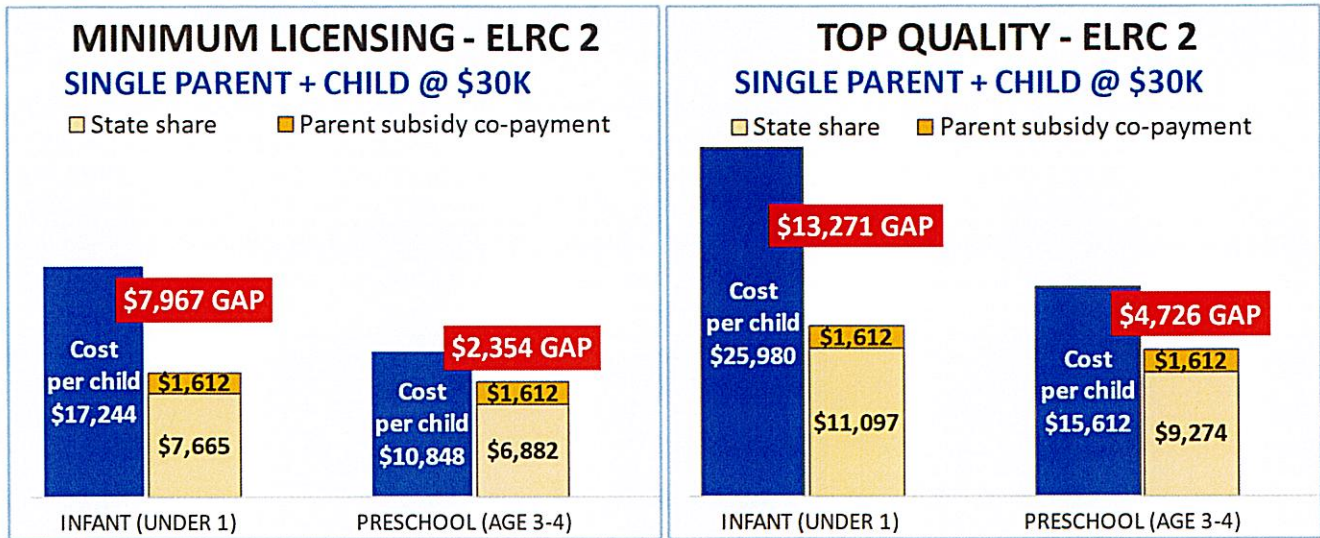 MINIMUM LICENSING - ELRC 2
SINGLE PARENT + CHILD @ $30K
State share
Parent subsidy co-payment
$7,967 GAP
Cost
per child
$17,244
$1,612
$7,665
$2,354 GAP
Cost
per child
$10,848
$1,612
$6,882
INFANT (UNDER 1)
PRESCHOOL (AGE 3-4)
TOP QUALITY - ELRC 2
SINGLE PARENT + CHILD @ $30K
State share
Parent subsidy co-payment
$13,271 GAP
Cost
per child
$25,980
$1,612
$11,097
$4,726 GAP
Cost
per child
$15,612
$1,612
$9,274
INFANT (UNDER 1)
PRESCHOOL (AGE 3-4)